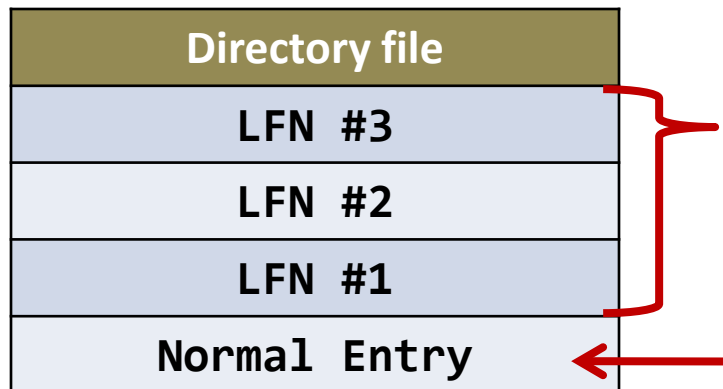 Directory file
LFN #3
LFN #2
LFN #1
Normal Entry